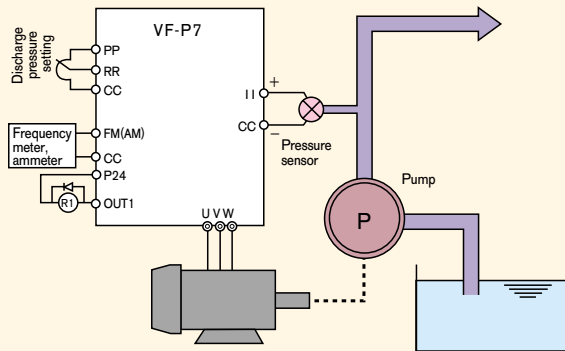 VF-P7
Discharge
pressure
setting
PP
RR
CC
Frequency
meter,
ammeter
FM(AM)
CC
P24
R1
OUT1
II
+
CC
−
Pressure
sensor
U V W
Pump
P